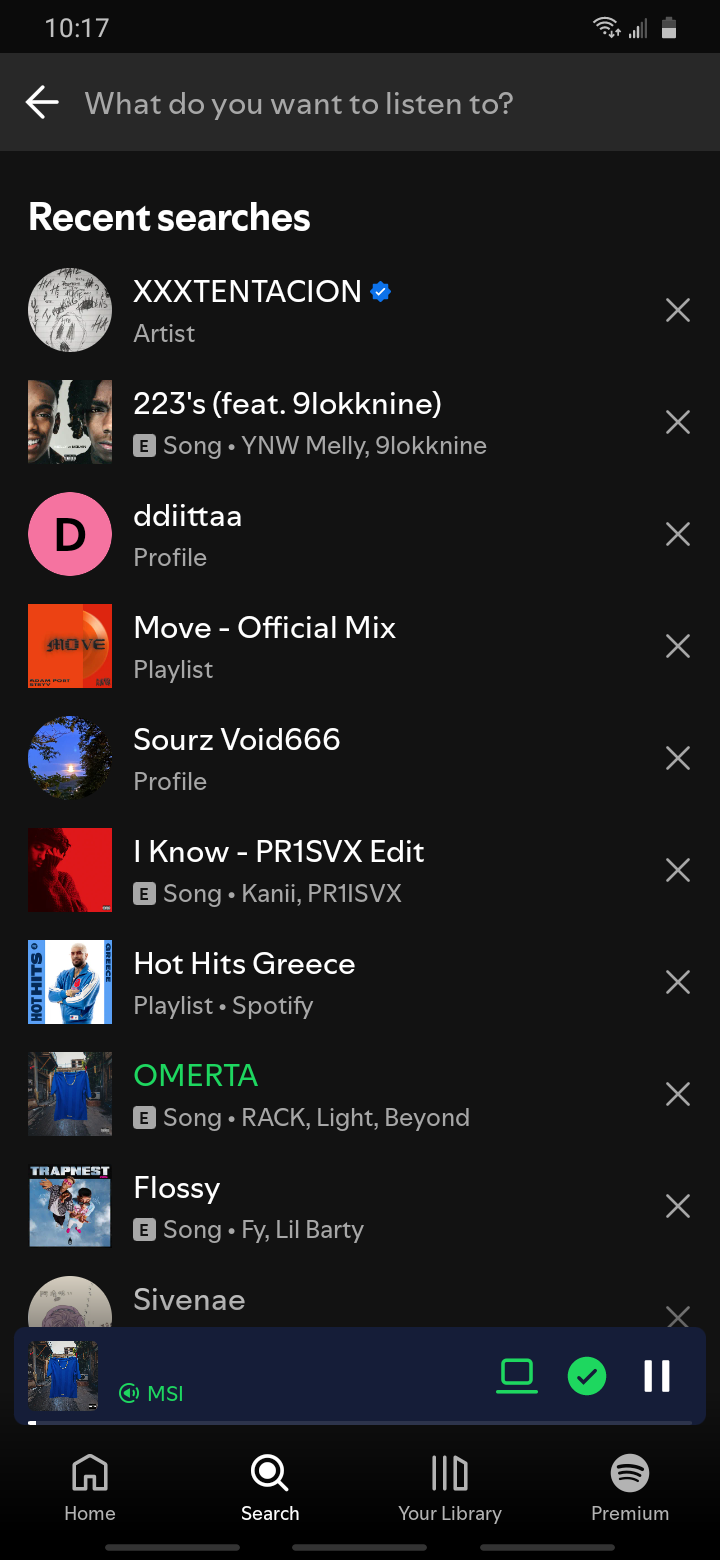 10:17
What do you want to listen to?
Recent searches
XXXTENTACION
Artist
223's (feat. 9lokknine)
E Song • YNW Melly, 9lokknine
D
ddiittaa
Profile
MOVE
Move - Official Mix
Playlist
Sourz Void666
Profile
I Know - PR1SVX Edit
E Song • Kanii, PR1ISVX
HOT HITS
GREECE
Hot Hits Greece
Playlist • Spotify
OMERTA
E Song • RACK, Light, Beyond
TRAPNEST
Flossy
E Song • Fy, Lil Barty
Sivenae
MSI
Home
Search
Your Library
Premium